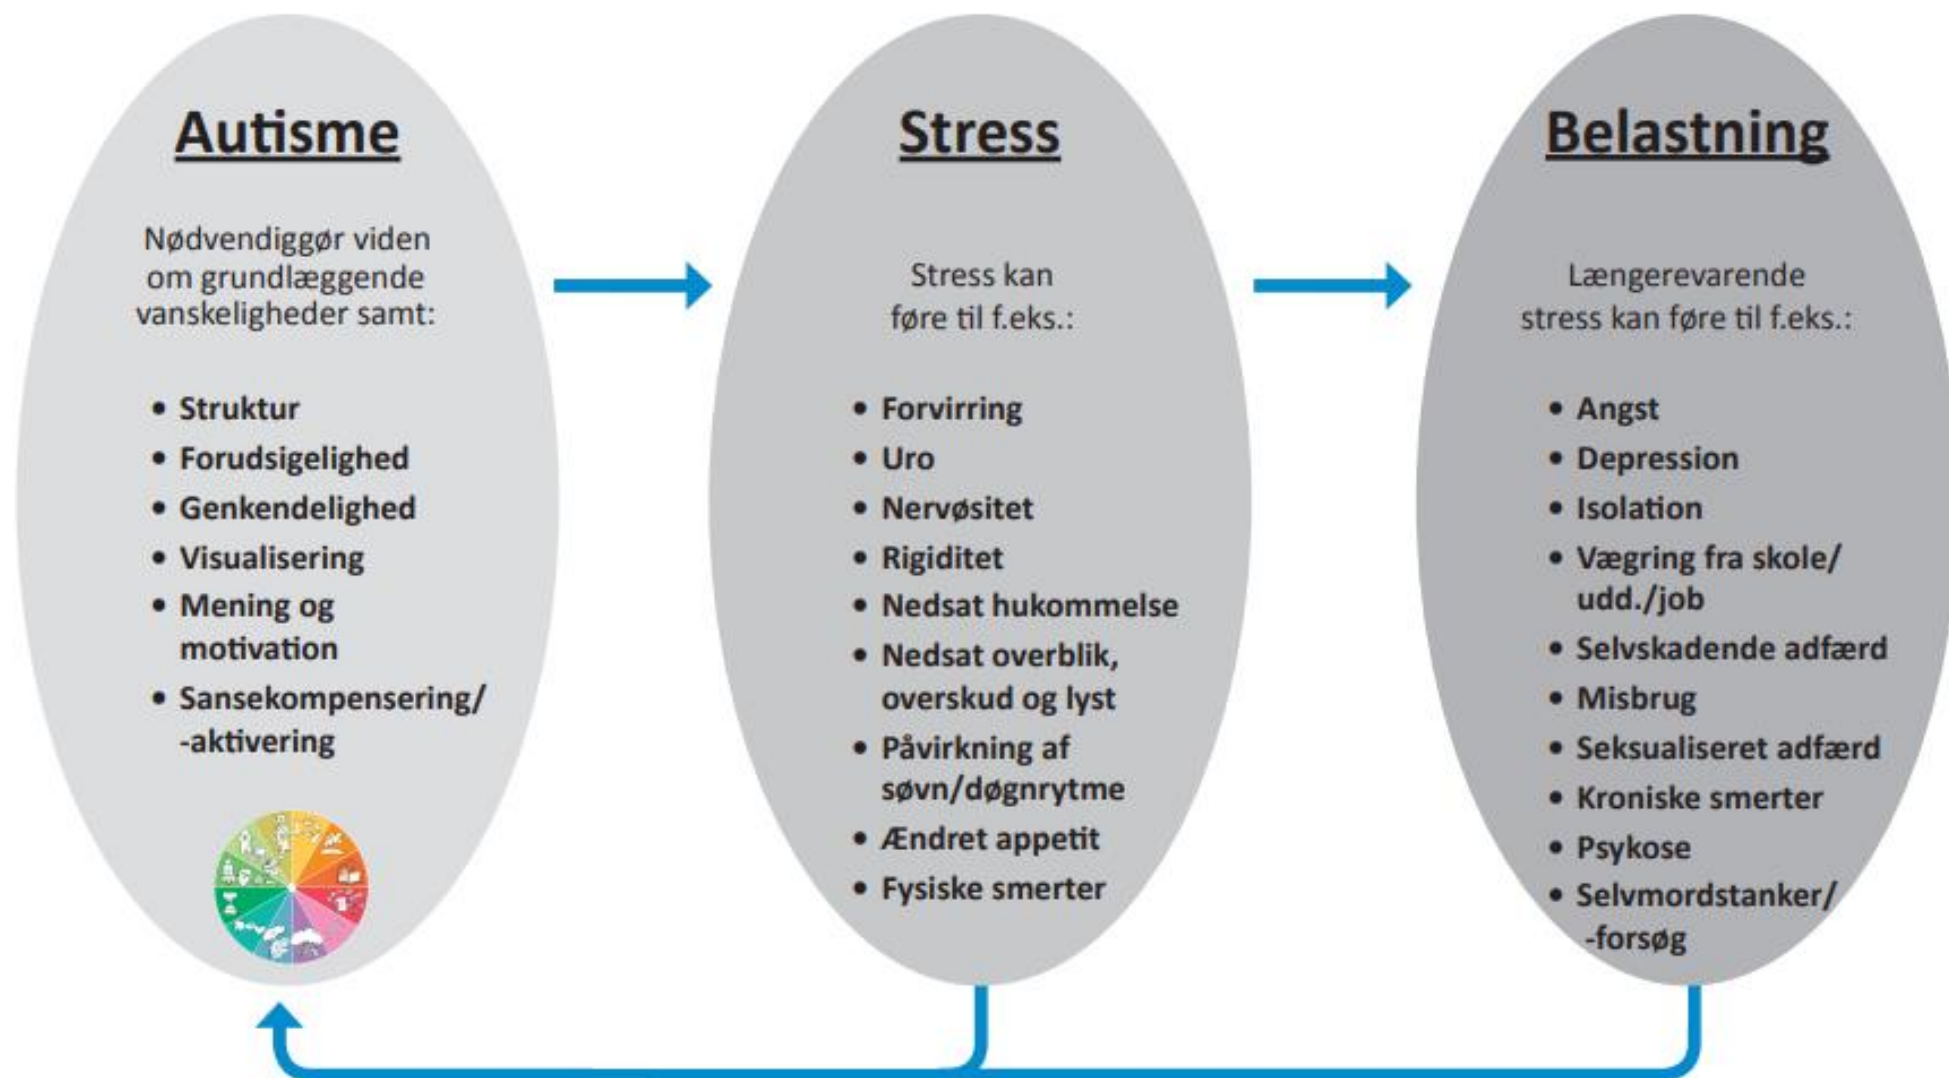 Autisme
Nødvendiggør viden
om grundlæggende
vanskeligheder samt:
• Struktur
• Forudsigelighed
• Genkendelighed
• Visualisering
• Mening og
motivation
• Sansekompensering/
-aktivering
Stress
Stress kan
føre til f.eks.:
• Forvirring
• Uro
• Nervøsitet
• Rigiditet
• Nedsat hukommelse
• Nedsat overblik,
overskud og lyst
• Påvirkning af
søvn/døgnrytme
• Ændret appetit
• Fysiske smerter
Belastning
Længerevarende
stress kan føre til f.eks.:
• Angst
• Depression
• Isolation
• Vægring fra skole/
udd./job
• Selvskadende adfærd
• Misbrug
• Seksualiseret adfærd
• Kroniske smerter
• Psykose
• Selvmordstanker/
-forsøg